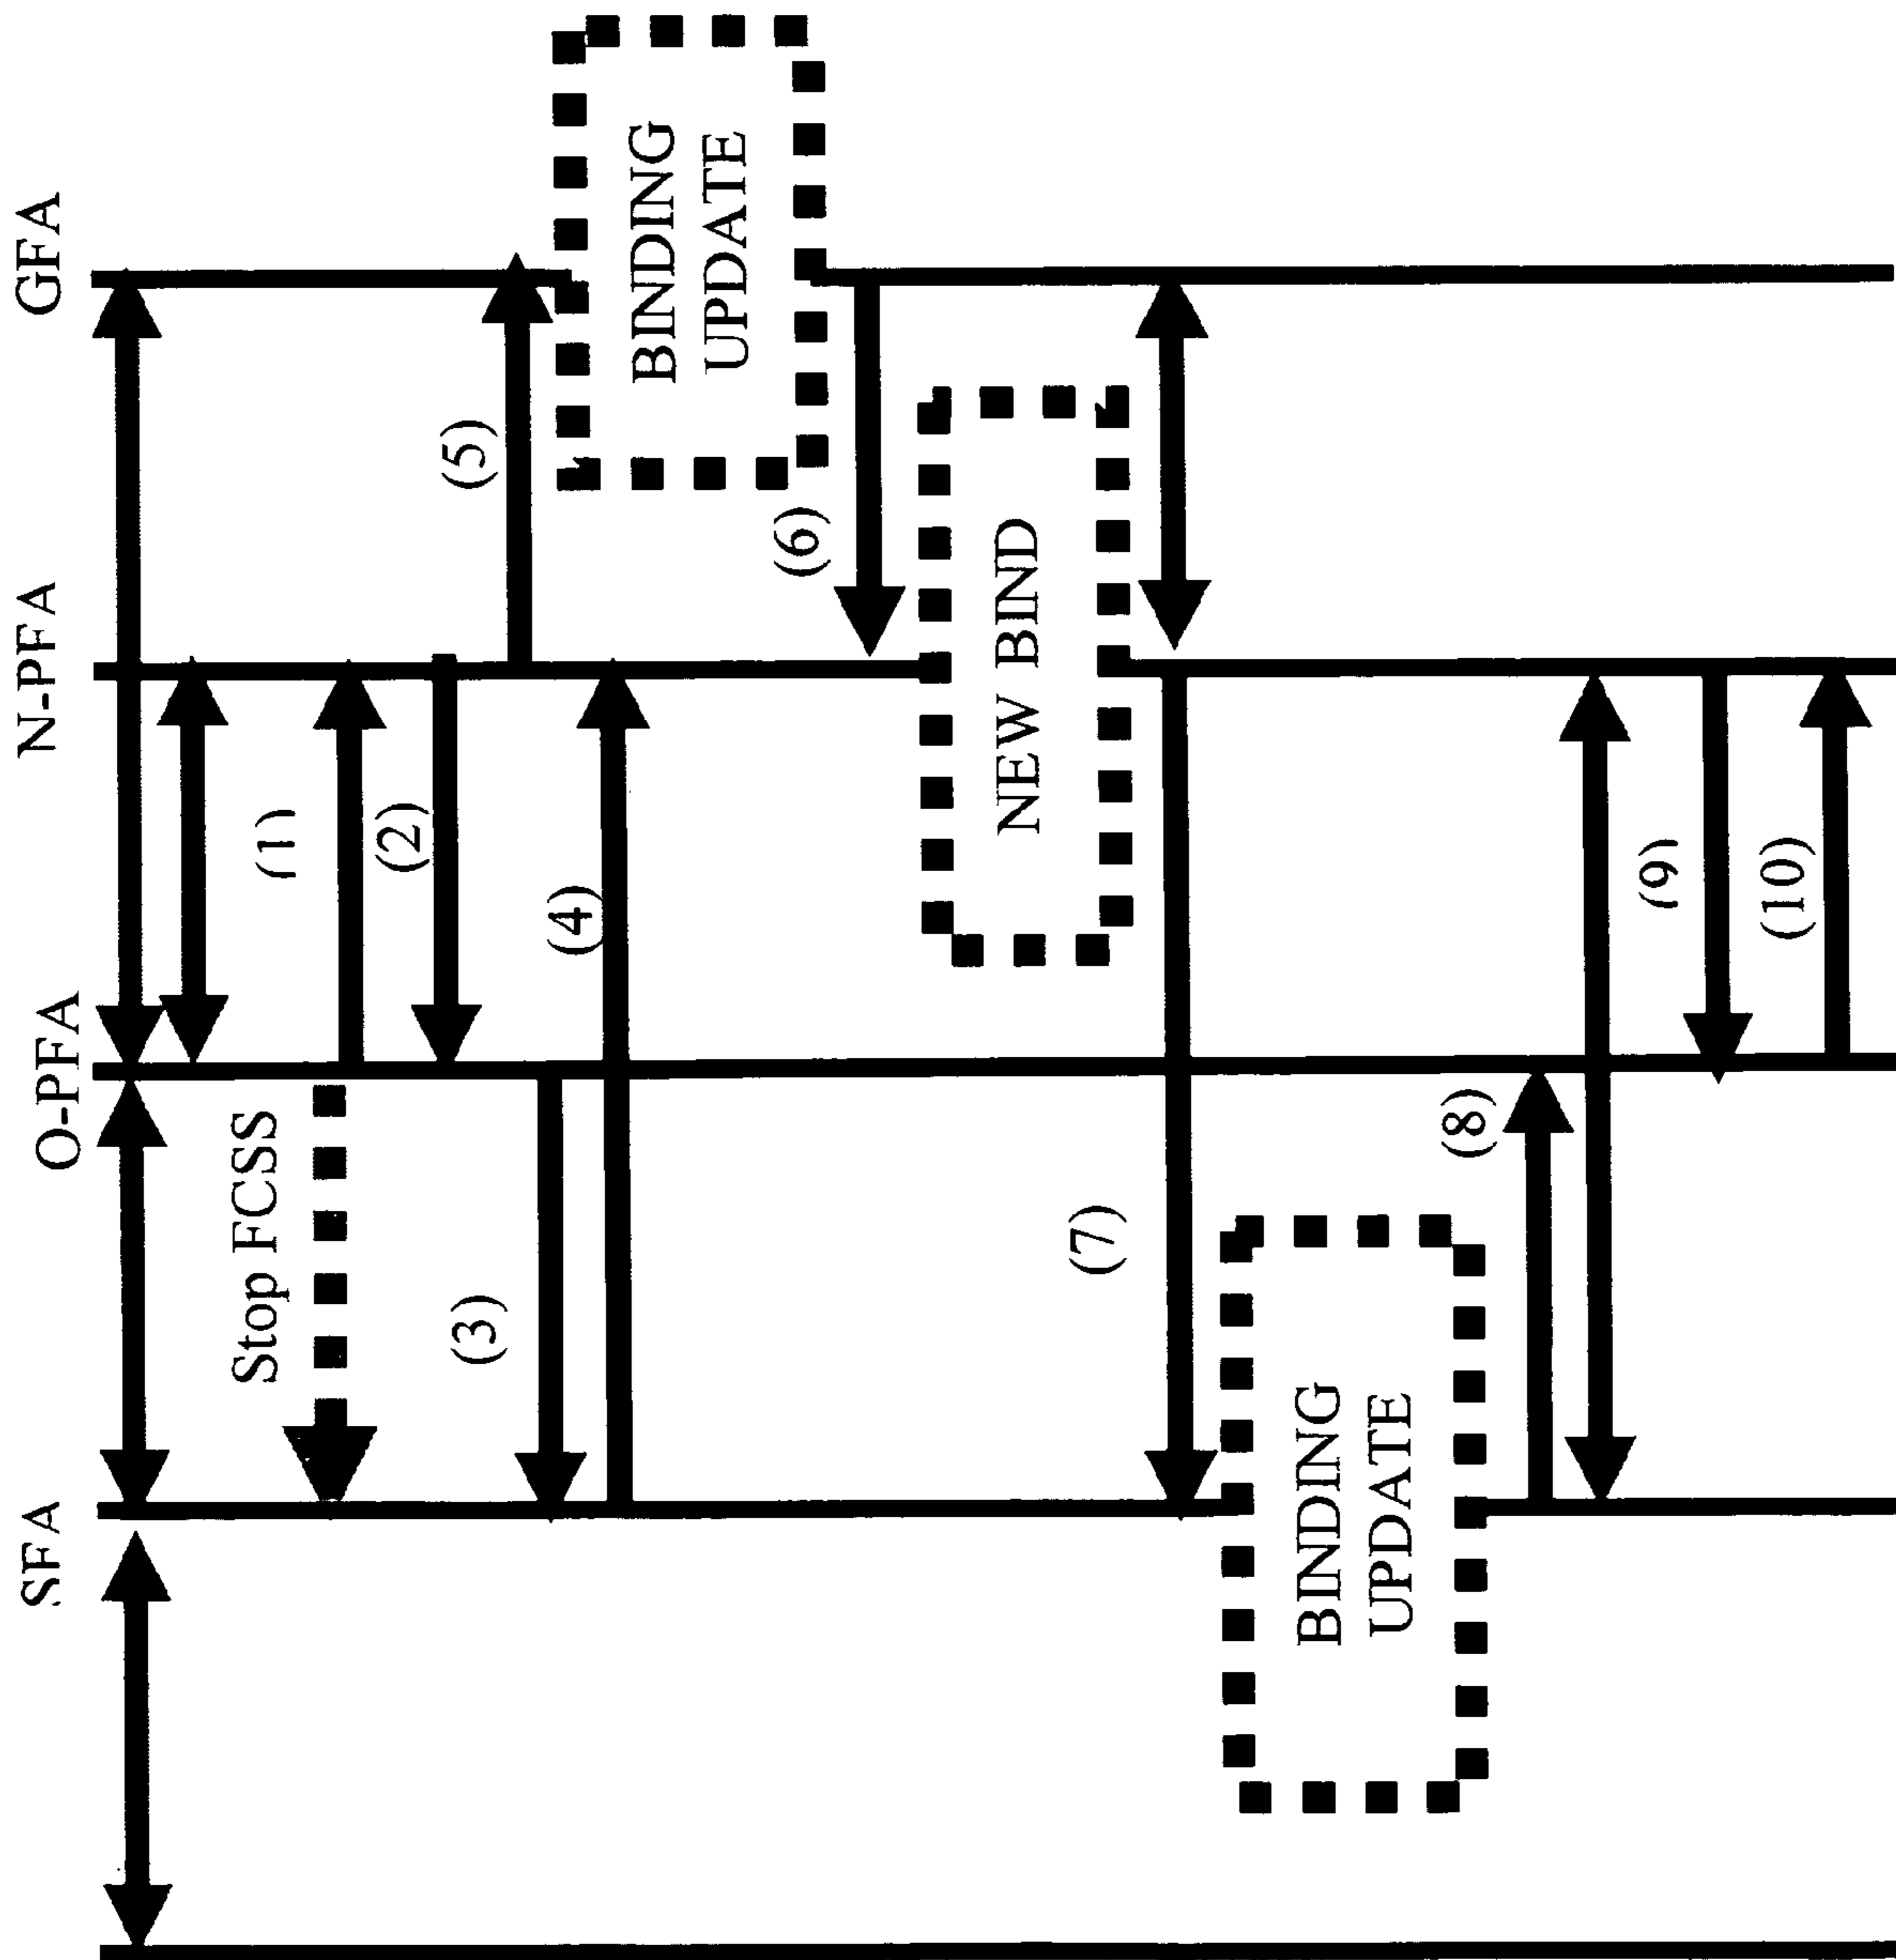 SFA
O-PFA
N-PFA
GFA
(1)
Stop FCSS
(2)
(3)
(5)
(4)
BINDING
UPDATE
(6)
NEW BIND
(7)
BINDING
UPDATE
(8)
(9)
(10)